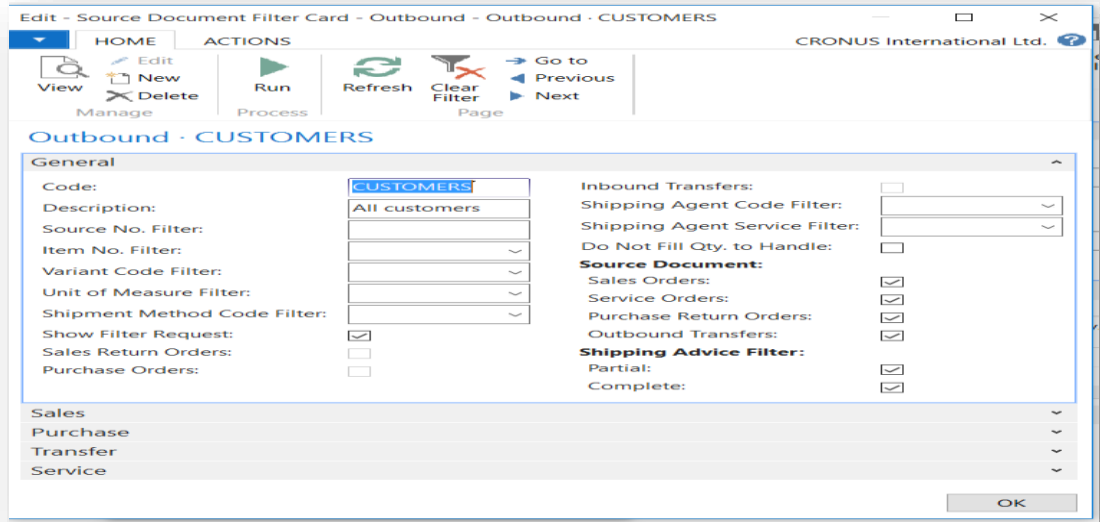 Edit - Source Document Filter Card - Outbound - Outbound · CUSTOMERS
HOME ACTIONS CRONUS International Ltd. ?
View
Edit
New
Delete
Manage
Run
Process
Refresh
Clear
Filter
Go to
Previous
Next
Page
Outbound · CUSTOMERS
General
Code: CUSTOMERS
Description: All customers
Source No. Filter:
Item No. Filter:
Variant Code Filter:
Unit of Measure Filter:
Shipment Method Code Filter:
Show Filter Request:
Sales Return Orders:
Purchase Orders:
Inbound Transfers:
Shipping Agent Code Filter:
Shipping Agent Service Filter:
Do Not Fill Qty. to Handle:
Source Document:
Sales Orders:
Service Orders:
Purchase Return Orders:
Outbound Transfers:
Shipping Advice Filter:
Partial:
Complete:
Sales
Purchase
Transfer
Service
OK